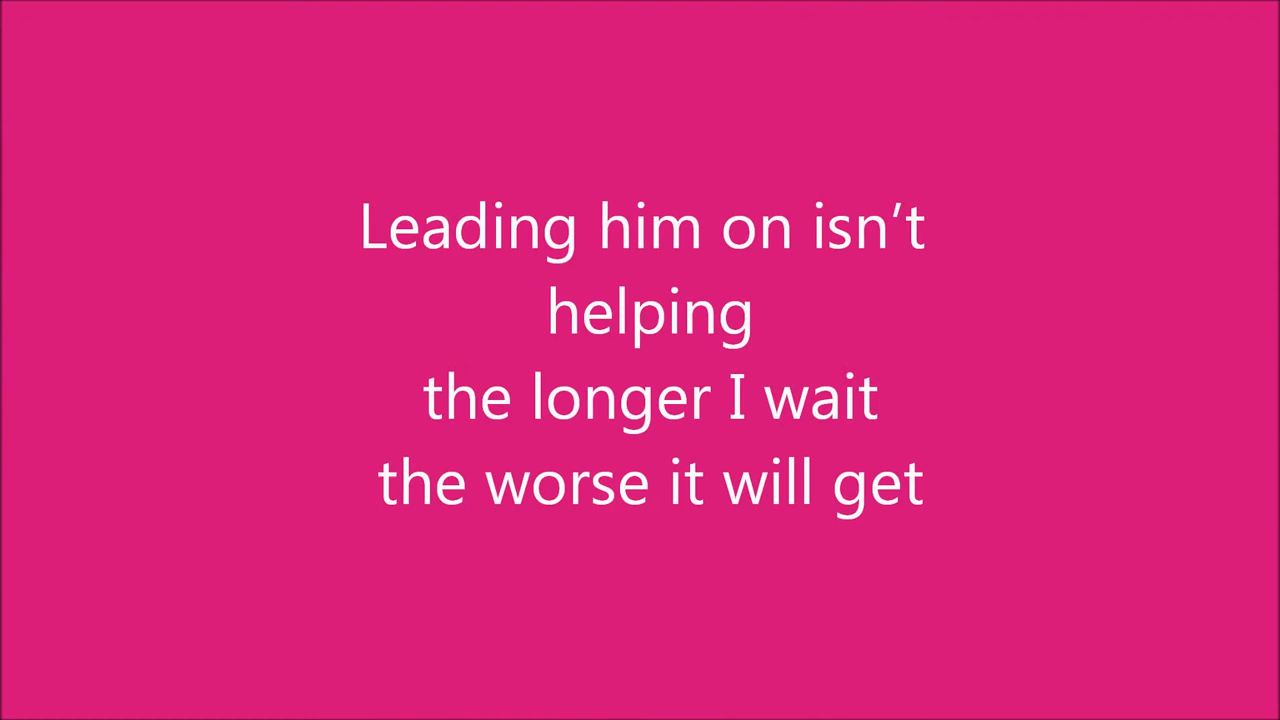 Leading him on isn’t
helping
the longer I wait
the worse it will get